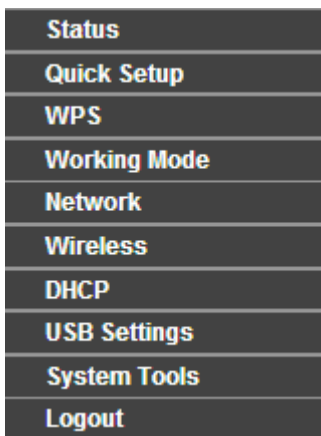 Status
Quick Setup
WPS
Working Mode
Network
Wireless
DHCP
USB Settings
System Tools
Logout